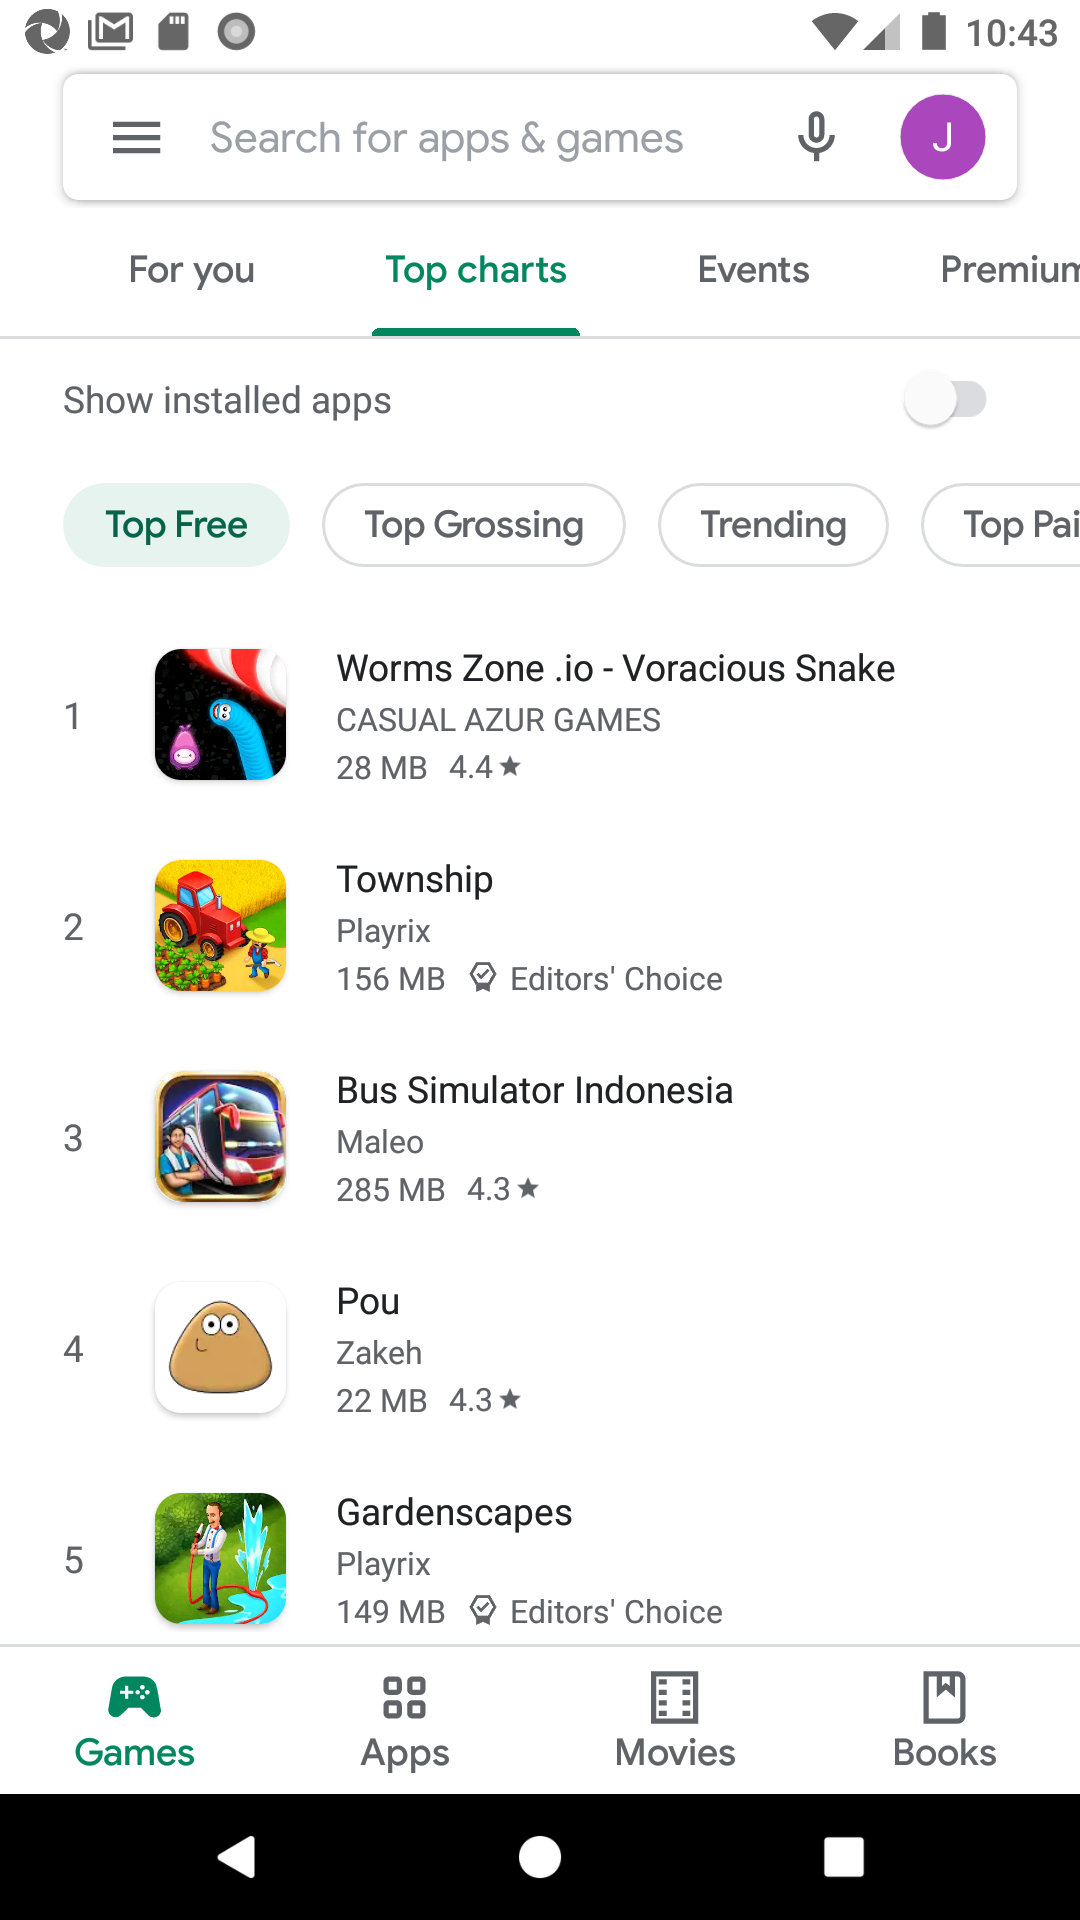 10:43
Search for apps & games
J
For you
Top charts
Events
Premium
Show installed apps
Top Free
Top Grossing
Trending
Top Pai
1
Worms Zone .io - Voracious Snake
CASUAL AZUR GAMES
28 MB 4.4★
2
Township
Playrix
156 MB Editors' Choice
3
Bus Simulator Indonesia
Maleo
285 MB 4.3★
4
Pou
Zakeh
22 MB 4.3★
5
Gardenscapes
Playrix
149 MB Editors' Choice
Games
Apps
Movies
Books